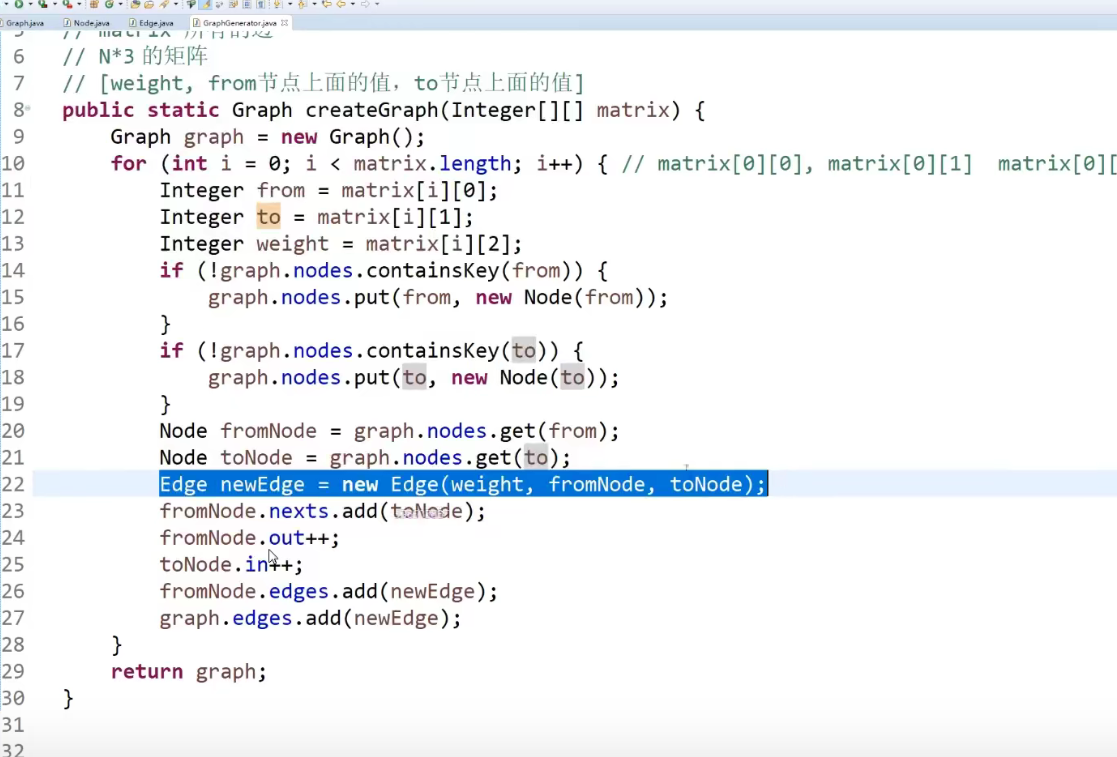 Graph.java Node.java Edge.java GraphGenerator.java
5 // matrix 所有的边
6 // N*3 的矩阵
7 // [weight, from节点上面的值，to节点上面的值]
8 public static Graph createGraph(Integer[][] matrix) {
9 Graph graph = new Graph();
10 for (int i = 0; i < matrix.length; i++) { // matrix[0][0], matrix[0][1]  matrix[0][
11 Integer from = matrix[i][0];
12 Integer to = matrix[i][1];
13 Integer weight = matrix[i][2];
14 if (!graph.nodes.containsKey(from)) {
15 graph.nodes.put(from, new Node(from));
16 }
17 if (!graph.nodes.containsKey(to)) {
18 graph.nodes.put(to, new Node(to));
19 }
20 Node fromNode = graph.nodes.get(from);
21 Node toNode = graph.nodes.get(to);
22 Edge newEdge = new Edge(weight, fromNode, toNode);
23 fromNode.nexts.add(toNode);
24 fromNode.out++;
25 toNode.in++;
26 fromNode.edges.add(newEdge);
27 graph.edges.add(newEdge);
28 }
29 return graph;
30 }
31
32